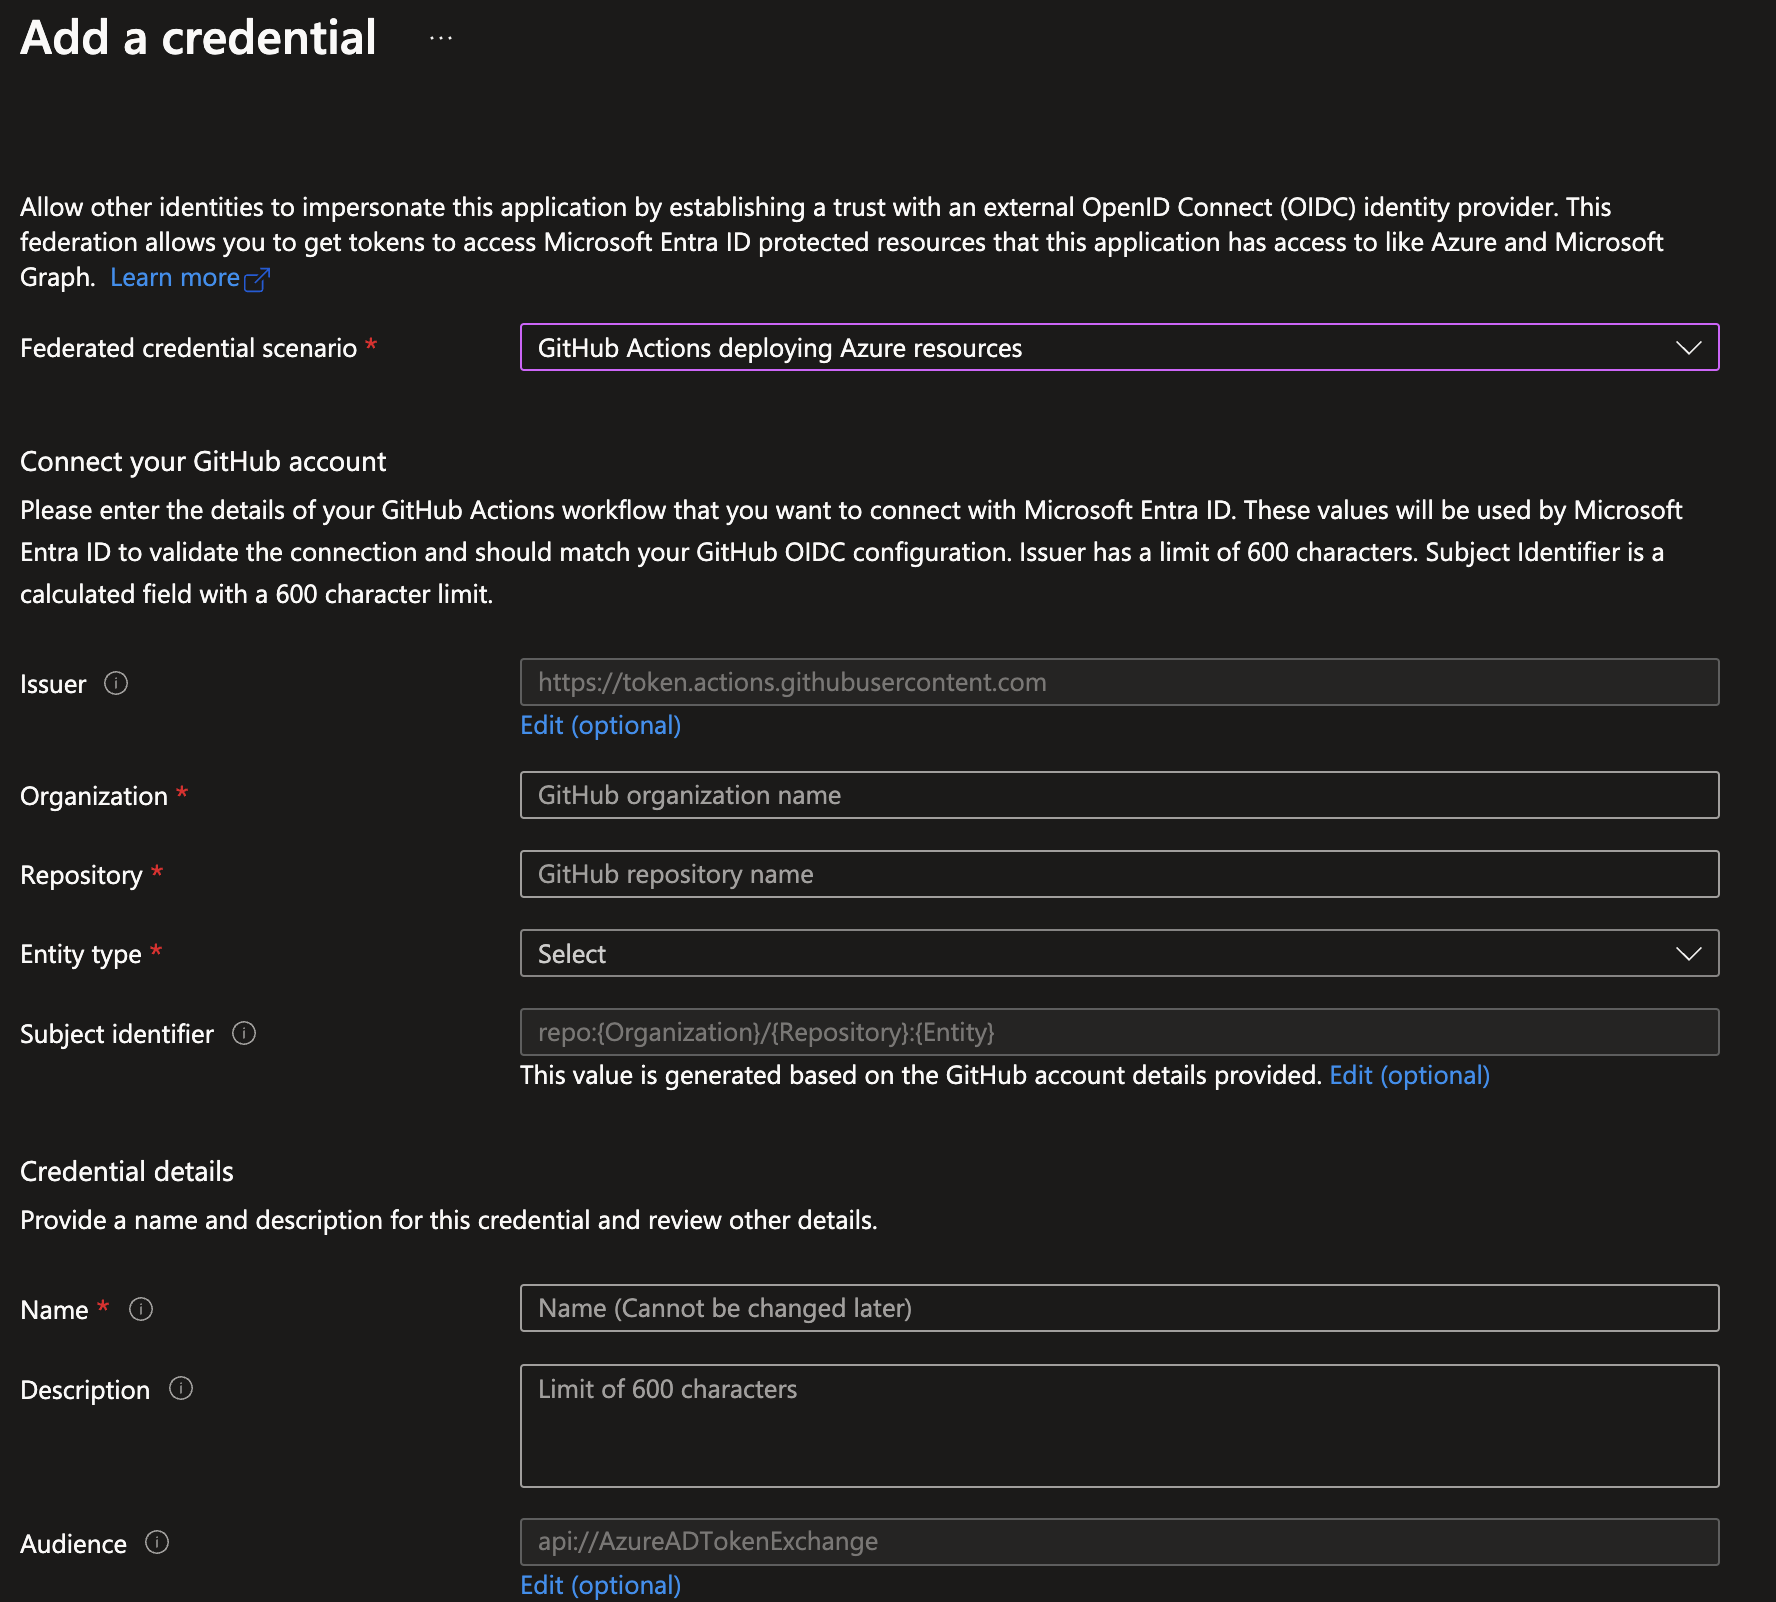 Add a credential ...
Allow other identities to impersonate this application by establishing a trust with an external OpenID Connect (OIDC) identity provider. This
federation allows you to get tokens to access Microsoft Entra ID protected resources that this application has access to like Azure and Microsoft
Graph. Learn more
Federated credential scenario * GitHub Actions deploying Azure resources
Connect your GitHub account
Please enter the details of your GitHub Actions workflow that you want to connect with Microsoft Entra ID. These values will be used by Microsoft
Entra ID to validate the connection and should match your GitHub OIDC configuration. Issuer has a limit of 600 characters. Subject Identifier is a
calculated field with a 600 character limit.
Issuer https://token.actions.githubusercontent.com
Edit (optional)
Organization * GitHub organization name
Repository * GitHub repository name
Entity type * Select
Subject identifier repo:{Organization}/{Repository}:{Entity}
This value is generated based on the GitHub account details provided. Edit (optional)
Credential details
Provide a name and description for this credential and review other details.
Name * Name (Cannot be changed later)
Description Limit of 600 characters
Audience api://AzureADTokenExchange
Edit (optional)